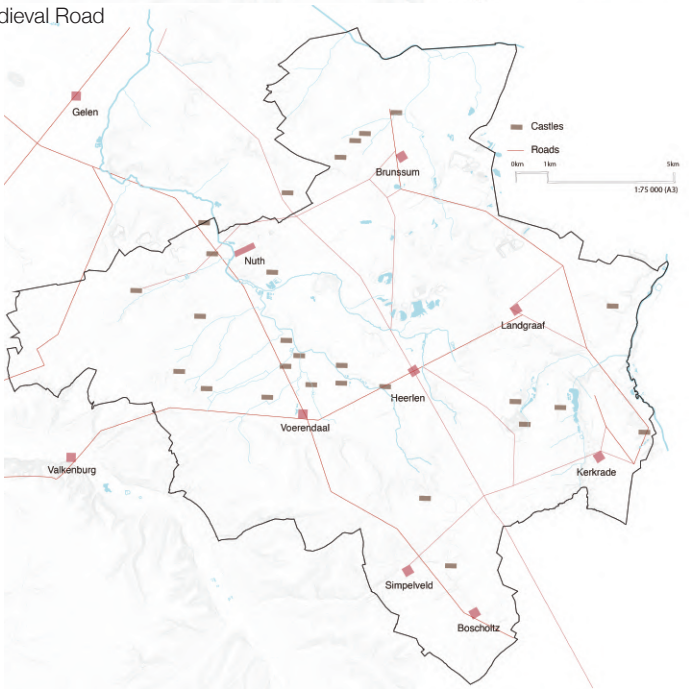 dieval Road
Gelen
Castles
Roads
0km 1km 5km
1:75 000 (A3)
Brunssum
Nuth
Landgraaf
Heerlen
Voerendaal
Valkenburg
Kerkrade
Simpelveld
Boscholtz